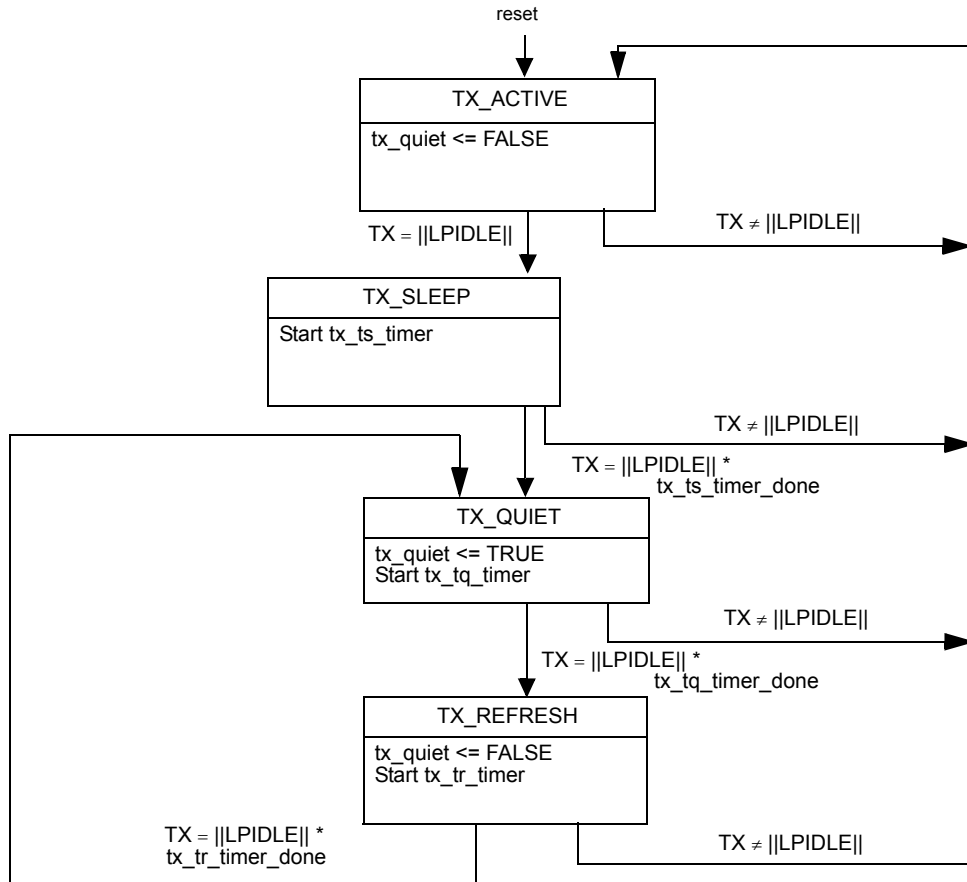 reset
TX_ACTIVE
tx_quiet <= FALSE
TX = ||LPIDLE||
TX ≠ ||LPIDLE||
TX_SLEEP
Start tx_ts_timer
TX ≠ ||LPIDLE||
TX = ||LPIDLE|| *
tx_ts_timer_done
TX_QUIET
tx_quiet <= TRUE
Start tx_tq_timer
TX ≠ ||LPIDLE||
TX = ||LPIDLE|| *
tx_tq_timer_done
TX_REFRESH
tx_quiet <= FALSE
Start tx_tr_timer
TX = ||LPIDLE|| *
tx_tr_timer_done
TX ≠ ||LPIDLE||